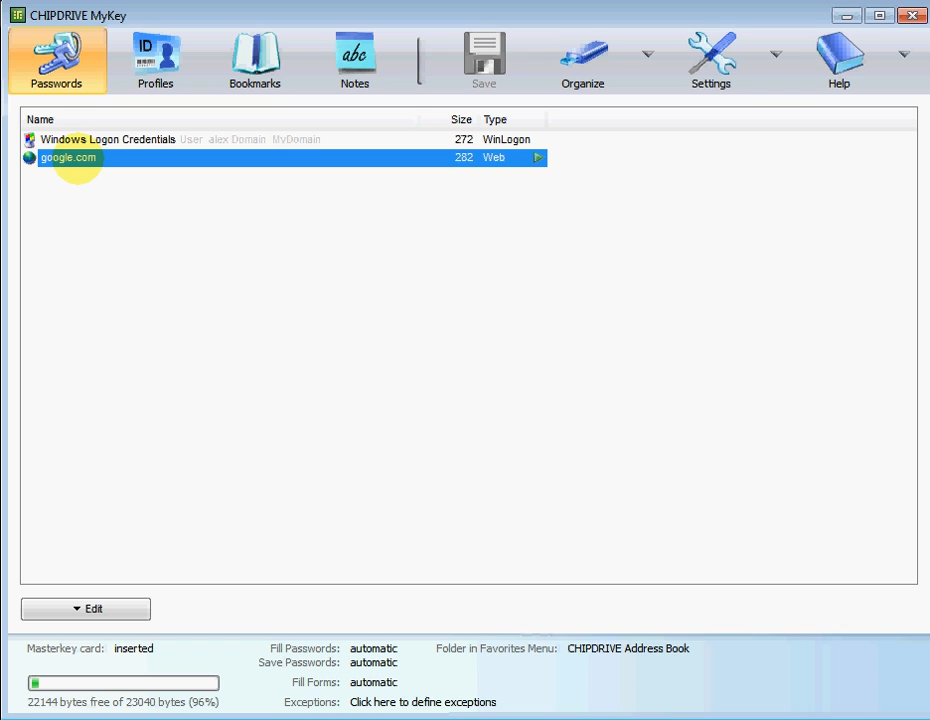 CHIPDRIVE MyKey
Passwords
ID
Profiles
Bookmarks
abc
Notes
Save
Organize
Settings
Help
Name Size Type
Windows Logon Credentials User alex Domain MyDomain 272 WinLogon
google.com 282 Web
Edit
Masterkey card: inserted Fill Passwords: automatic Folder in Favorites Menu: CHIPDRIVE Address Book
Save Passwords: automatic
Fill Forms: automatic
22144 bytes free of 23040 bytes (96%) Exceptions: Click here to define exceptions